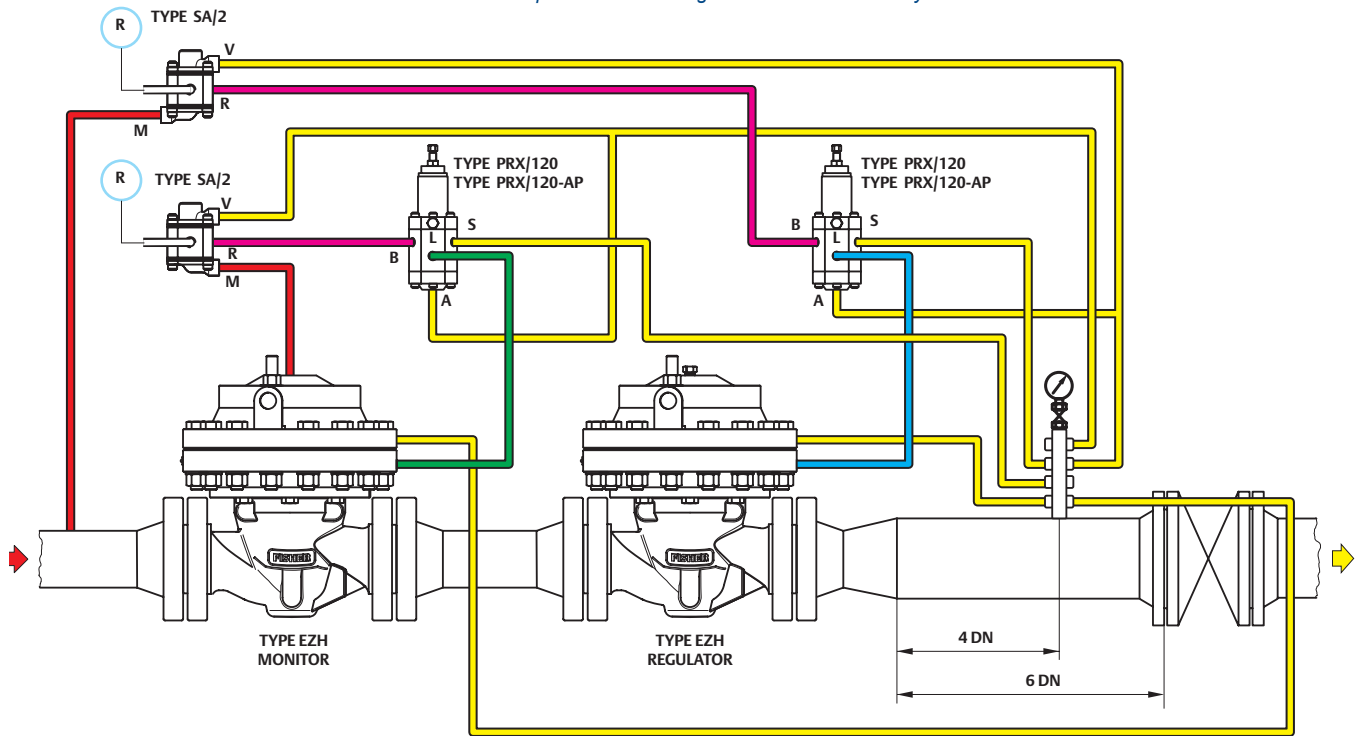 R
TYPE SA/2
V
R
M
R
TYPE SA/2
V
R
M
TYPE PRX/120
TYPE PRX/120-AP
S
L
B
A
TYPE PRX/120
TYPE PRX/120-AP
B
S
L
A
FISHER
FISHER
TYPE EZH
MONITOR
TYPE EZH
REGULATOR
4 DN
6 DN